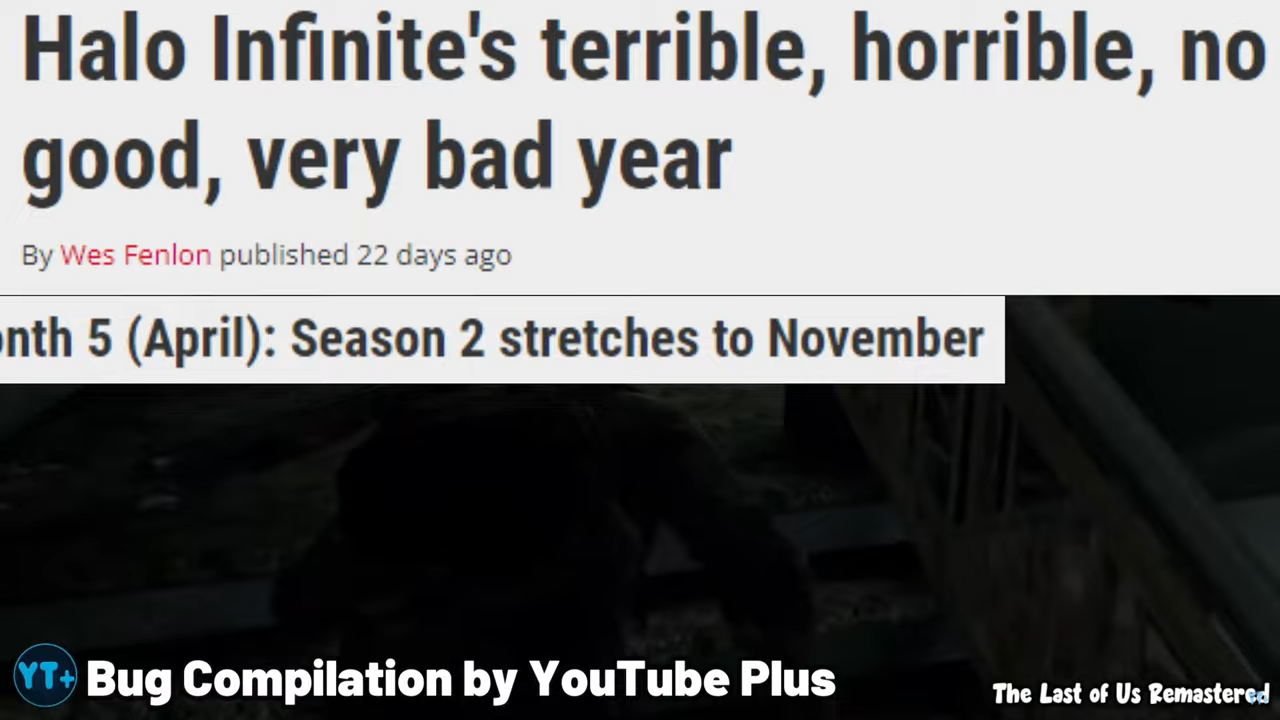 Halo Infinite's terrible, horrible, no
good, very bad year
By Wes Fenlon published 22 days ago
onth 5 (April): Season 2 stretches to November
YT+ Bug Compilation by YouTube Plus
The Last of Us Remastered